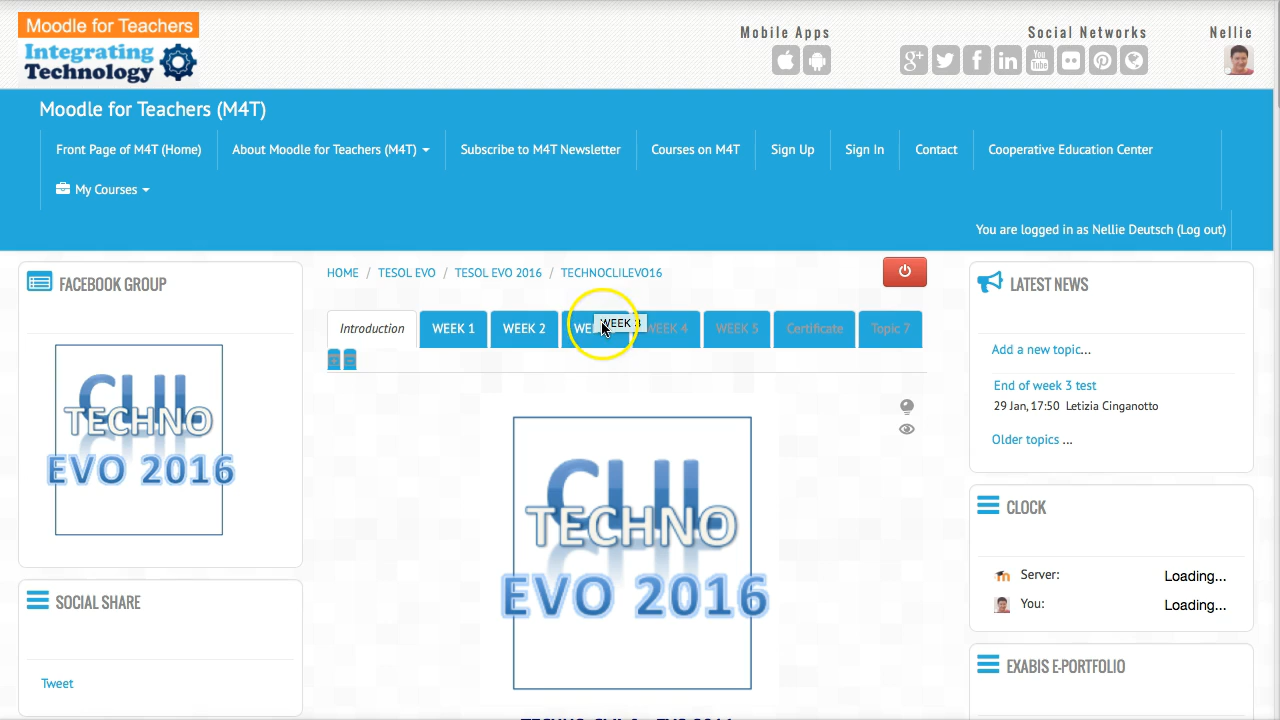 Moodle for Teachers
Integrating
Technology
Mobile Apps
Social Networks
Nellie
You
Tube
Moodle for Teachers (M4T)
Front Page of M4T (Home)
About Moodle for Teachers (M4T)
Subscribe to M4T Newsletter
Courses on M4T
Sign Up
Sign In
Contact
Cooperative Education Center
My Courses
You are logged in as Nellie Deutsch (Log out)
FACEBOOK GROUP
CLIL
TECHNO
EVO 2016
SOCIAL SHARE
Tweet
HOME / TESOL EVO / TESOL EVO 2016 / TECHNOCLILEVO16
Introduction
WEEK 1
WEEK 2
WEEK 3
WEEK 4
WEEK 5
Certificate
Topic 7
CLIL
TECHNO
EVO 2016
LATEST NEWS
Add a new topic...
End of week 3 test
29 Jan, 17:50 Letizia Cinganotto
Older topics ...
CLOCK
Server: Loading...
You: Loading...
EXABIS E-PORTFOLIO